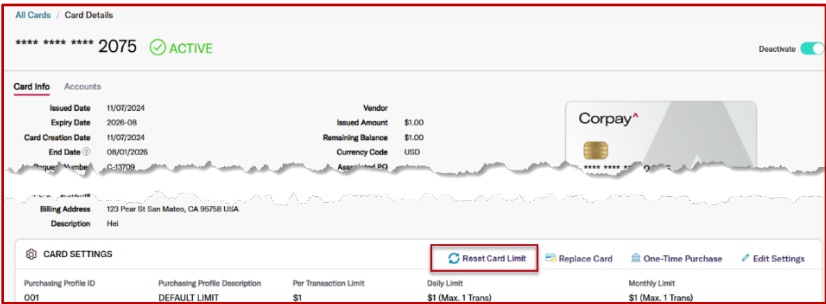 All Cards / Card Details
**** **** **** 2075 ACTIVE
Deactivate
Card Info Accounts
Issued Date 11/07/2024 Vendor
Expiry Date 2026-08 Issued Amount $1.00
Card Creation Date 11/07/2024 Remaining Balance $1.00
End Date ? 08/01/2026 Currency Code USD
Request Number C-13709 Associated PO
Corpay^
Billing Address 123 Pear St San Mateo, CA 95758 USA
Description Hei
CARD SETTINGS Reset Card Limit Replace Card One-Time Purchase Edit Settings
Purchasing Profile ID Purchasing Profile Description Per Transaction Limit Daily Limit Monthly Limit
001 DEFAULT LIMIT $1 $1 (Max. 1 Trans) $1 (Max. 1 Trans)